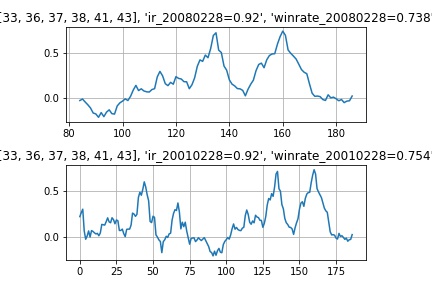 [33, 36, 37, 38, 41, 43], 'ir_20080228=0.92', 'winrate_20080228=0.738'
0.5
0.0
80 100 120 140 160 180
[33, 36, 37, 38, 41, 43], 'ir_20010228=0.92', 'winrate_20010228=0.754'
0.5
0.0
0 25 50 75 100 125 150 175